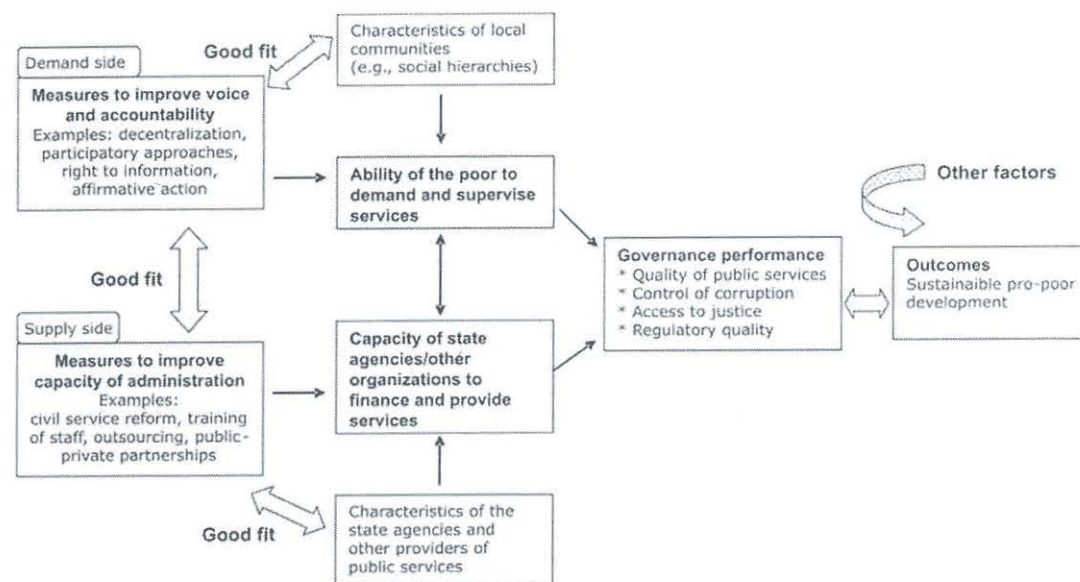 Good fit
Characteristics of local
communities
(e.g., social hierarchies)
Demand side
Measures to improve voice
and accountability
Examples: decentralization,
participatory approaches,
right to information,
affirmative action
Ability of the poor to
demand and supervise
services
Other factors
Good fit
Governance performance
* Quality of public services
* Control of corruption
* Access to justice
* Regulatory quality
Outcomes
Sustainaible pro-poor
development
Supply side
Measures to improve
capacity of administration
Examples:
civil service reform, training
of staff, outsourcing, public-
private partnerships
Capacity of state
agencies/other
organizations to
finance and provide
services
Good fit
Characteristics of the
state agencies and
other providers of
public services